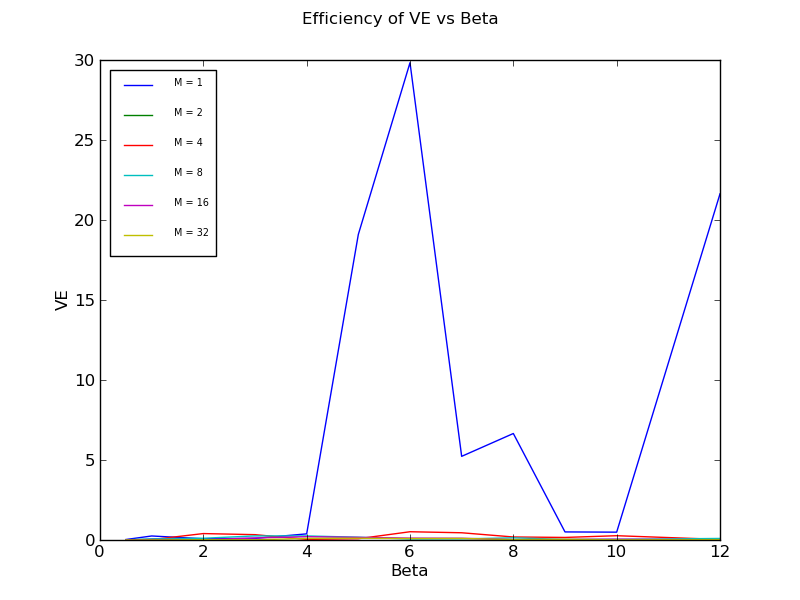 Efficiency of VE vs Beta
30
25
20
15
10
5
0
VE
M = 1
M = 2
M = 4
M = 8
M = 16
M = 32
0 2 4 6 8 10 12
Beta